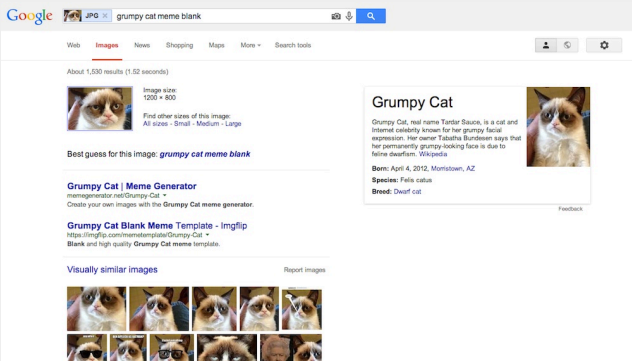 Google JPG × grumpy cat meme blank
Web Images News Shopping Maps More Search tools
About 1,530 results (1.52 seconds)
Image size:
1200 × 800
Find other sizes of this image:
All sizes - Small - Medium - Large
Best guess for this image: grumpy cat meme blank
Grumpy Cat | Meme Generator
memegenerator.net/Grumpy-Cat
Create your own images with the Grumpy Cat meme generator.
Grumpy Cat Blank Meme Template - Imgflip
https://imgflip.com/memetemplate/Grumpy-Cat
Blank and high quality Grumpy Cat meme template.
Visually similar images Report images
Grumpy Cat
Grumpy Cat, real name Tardar Sauce, is a cat and
Internet celebrity known for her grumpy facial
expression. Her owner Tabatha Bundesen says that
her permanently grumpy-looking face is due to
feline dwarfism. Wikipedia
Born: April 4, 2012, Morristown, AZ
Species: Felis catus
Breed: Dwarf cat
Feedback